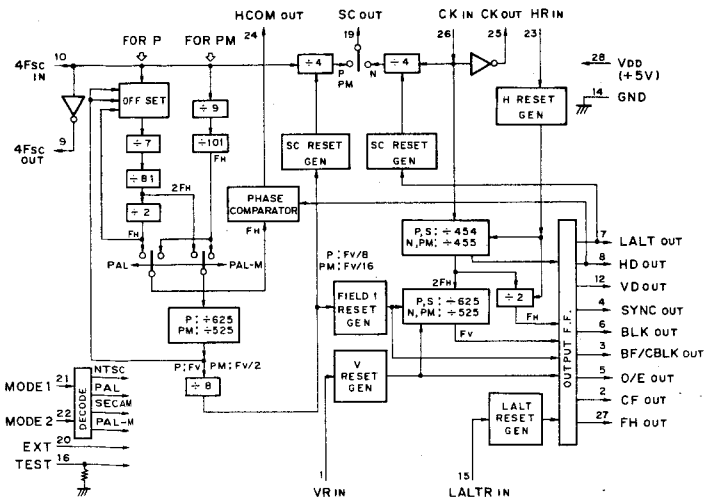 HCOM OUT
24
SC OUT
19
CK IN
26
CK OUT
25
HR IN
23
4FSC IN
10
FOR P
FOR PM
÷4
P
PM
N
÷4
28
VDD
(+5V)
14
GND
OFF SET
÷9
H RESET
GEN
9
4FSC
OUT
÷7
÷101
FH
SC RESET
GEN
SC RESET
GEN
÷81
2FH
÷2
FH
PHASE
COMPARATOR
FH
P,S: ÷454
N,PM: ÷455
PAL
PAL-M
P: FV/8
PM: FV/16
2FH
÷2
FH
P: ÷625
PM: ÷525
FIELD 1
RESET
GEN
P,S: ÷625
N,PM: ÷525
FV
P: FV
PM: FV/2
÷8
V
RESET
GEN
LALT
RESET
GEN
OUTPUT F.F.
7
LALT OUT
8
HD OUT
12
VD OUT
4
SYNC OUT
6
BLK OUT
3
BF/CBLK OUT
5
O/E OUT
2
CF OUT
27
FH OUT
MODE1
21
MODE2
22
DECODE
NTSC
PAL
SECAM
PAL-M
EXT
20
TEST
16
1
VR IN
15
LALTR IN